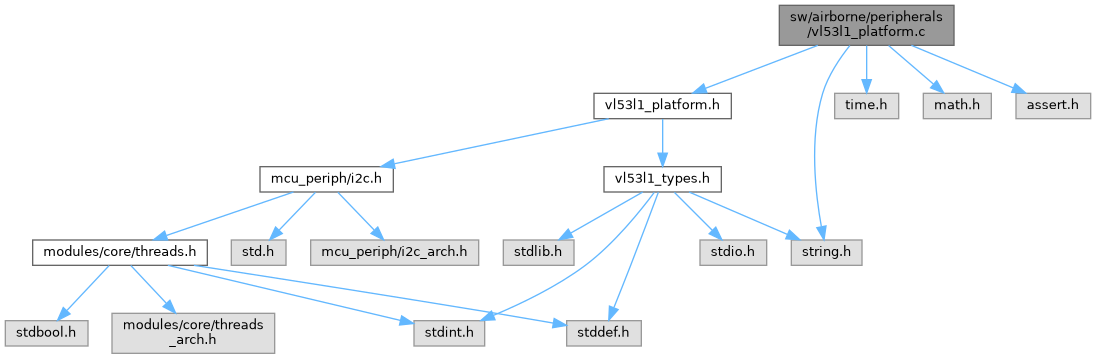 sw/airborne/peripherals
/vl53l1_platform.c
vl53l1_platform.h
time.h
math.h
assert.h
mcu_periph/i2c.h
vl53l1_types.h
modules/core/threads.h
std.h
mcu_periph/i2c_arch.h
stdlib.h
stdio.h
string.h
stdbool.h
modules/core/threads
_arch.h
stdint.h
stddef.h